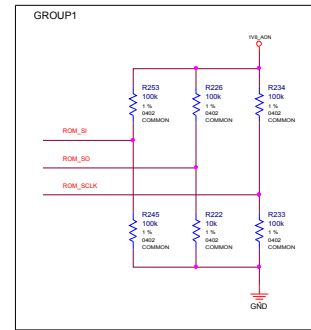 GROUP1
1V8_AON
R253
100k
1 %
0402
COMMON
R226
100k
1 %
0402
COMMON
R234
100k
1 %
0402
COMMON
ROM_SI
ROM_SO
ROM_SCLK
R245
100k
1 %
0402
COMMON
R222
10k
1 %
0402
COMMON
R233
100k
1 %
0402
COMMON
GND